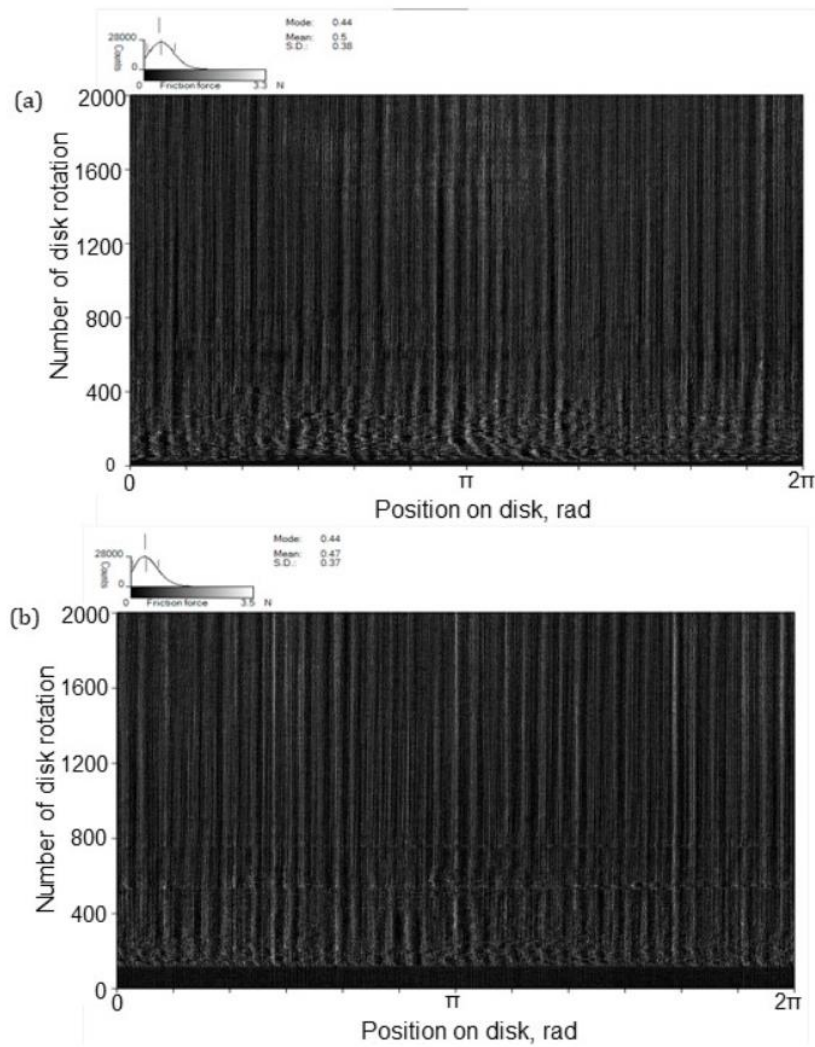 Mode: 0.44
Mean: 0.5
S.D.: 0.38
28000
Counts
0
0 Friction force 3.3 N
(a)
2000
1600
1200
800
400
0
Number of disk rotation
0 π 2π
Position on disk, rad
Mode: 0.44
Mean: 0.47
S.D.: 0.37
28000
Counts
0
0 Friction force 3.5 N
(b)
2000
1600
1200
800
400
0
Number of disk rotation
0 π 2π
Position on disk, rad